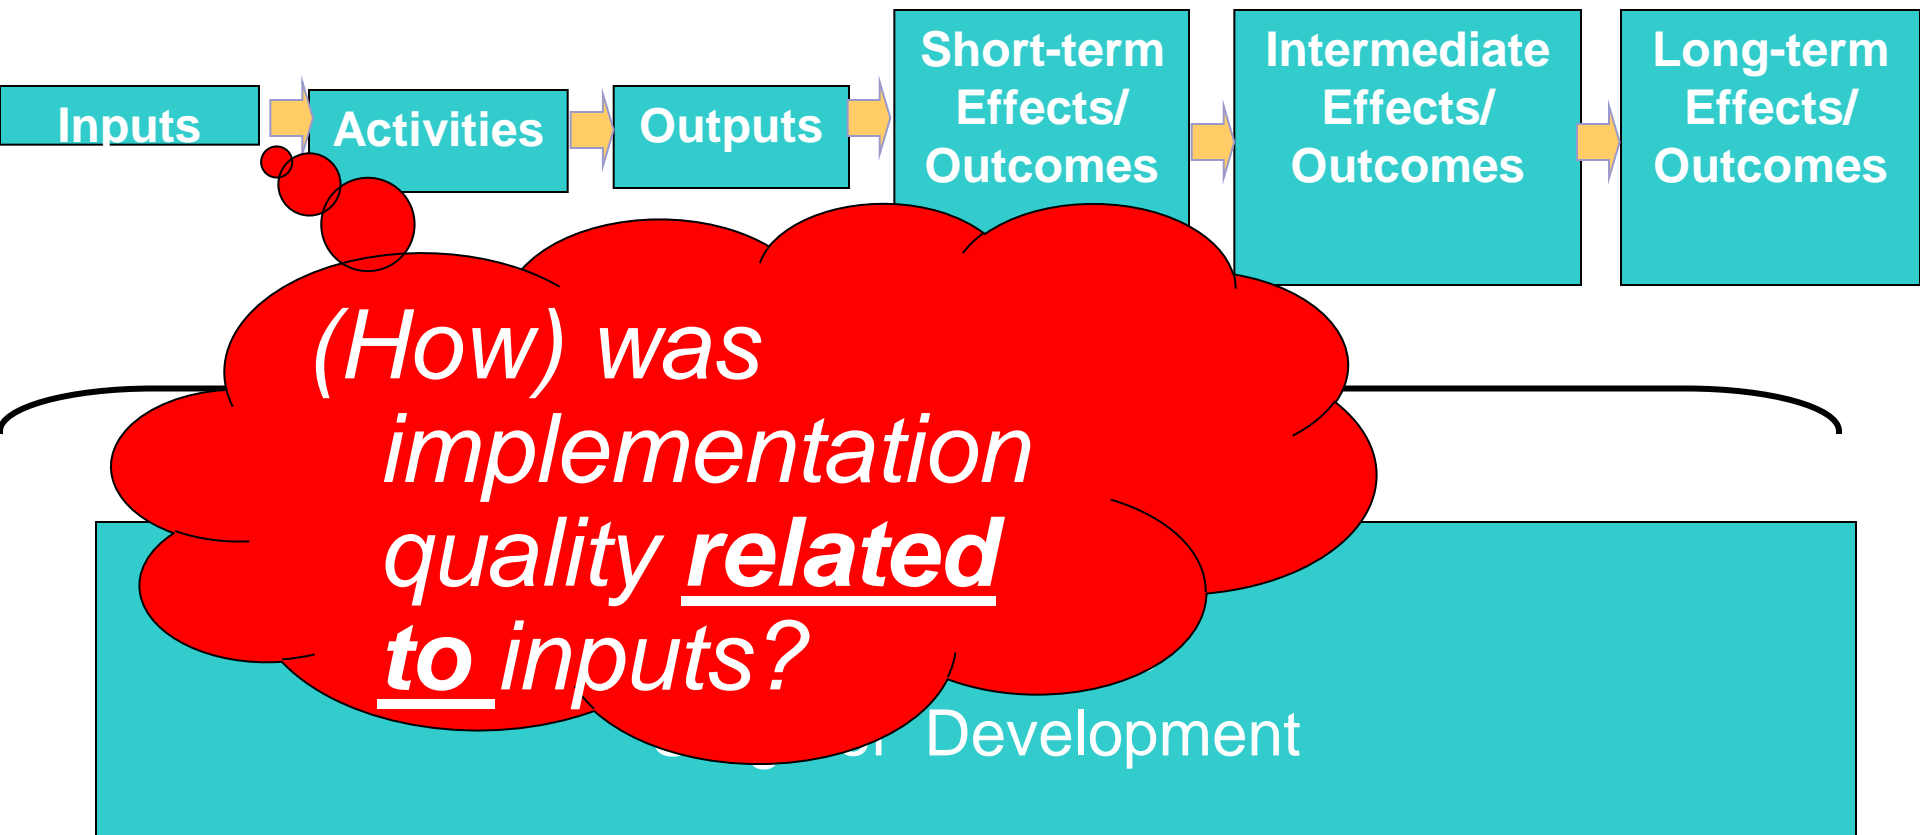 Inputs
Activities
Outputs
Short-term
Effects/
Outcomes
Intermediate
Effects/
Outcomes
Long-term
Effects/
Outcomes
(How) was
implementation
quality related
to inputs?
Development